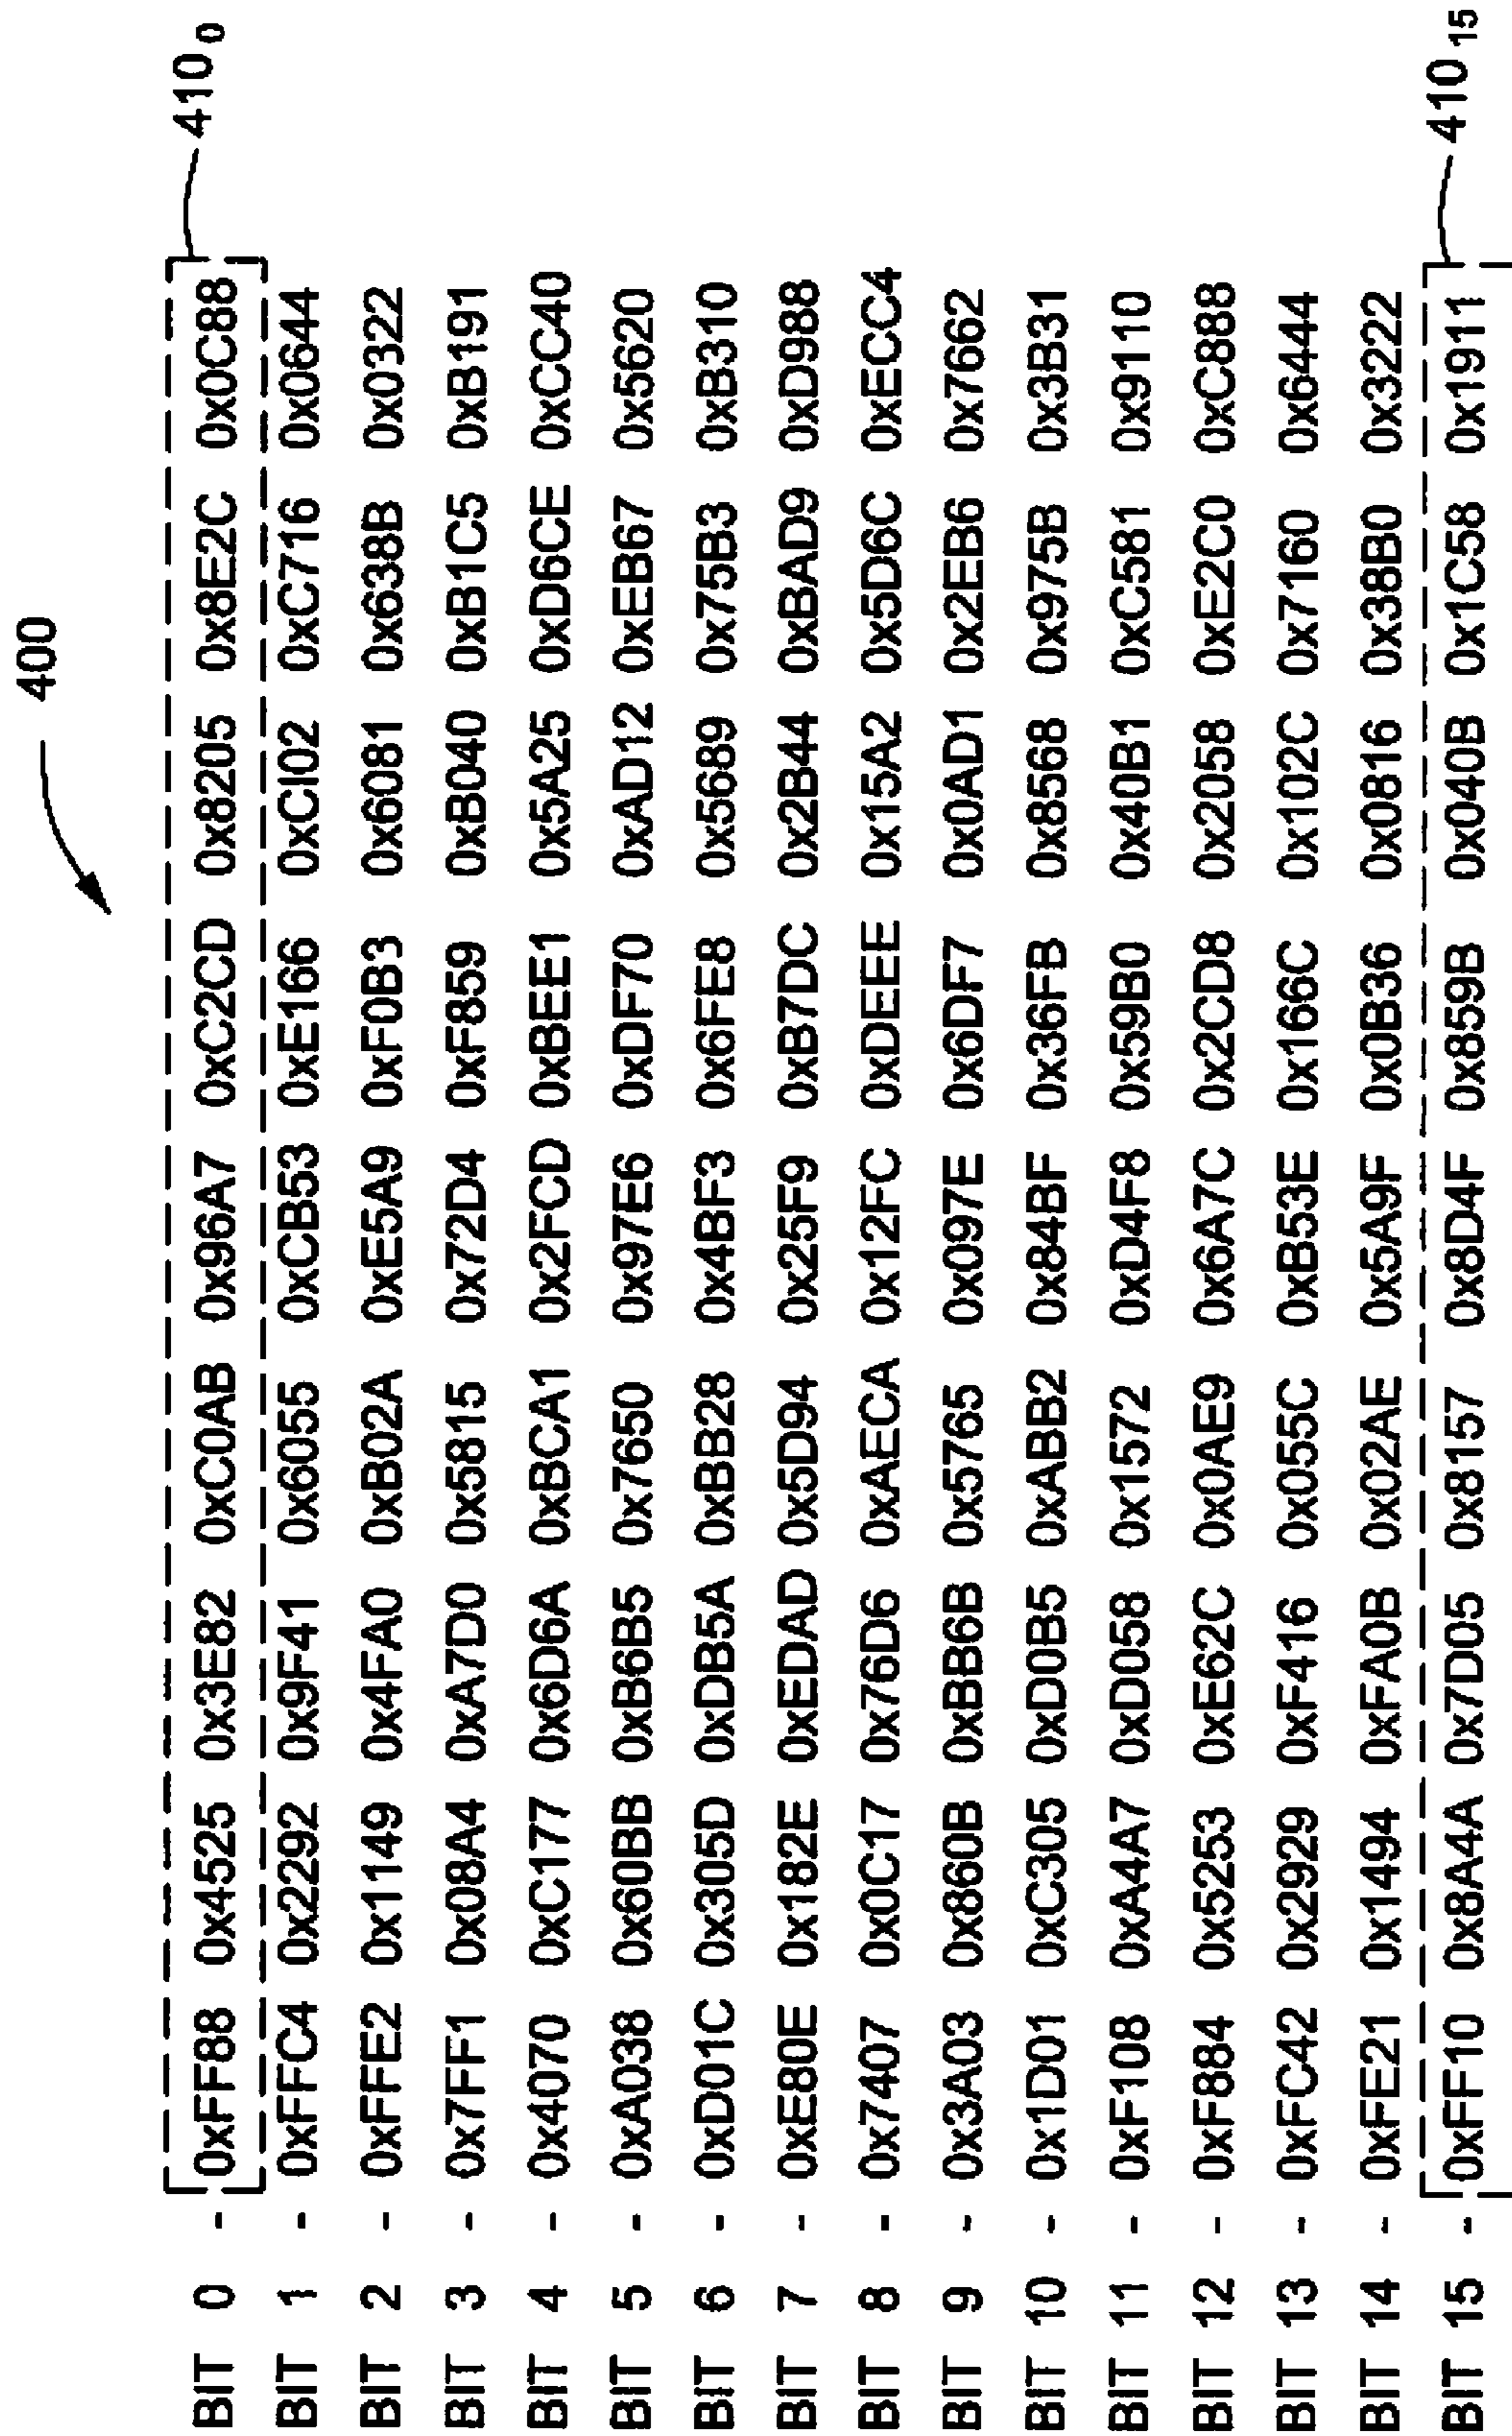 400
BIT 0 - 0xFF88 0x4525 0x3E82 0xC0AB 0x96A7 0xC2CD 0x8205 0x8E2C 0x0C88 410 0
BIT 1 - 0xFFC4 0x2292 0x9F41 0x6055 0xCB53 0xE166 0xCI02 0xC716 0x0644
BIT 2 - 0xFFE2 0x1149 0x4FA0 0xB02A 0xE5A9 0xF0B3 0x6081 0x638B 0x0322
BIT 3 - 0x7FF1 0x08A4 0xA7D0 0x5815 0x72D4 0xF859 0xB040 0xB1C5 0xB191
BIT 4 - 0x4070 0xC177 0x6D6A 0xBCA1 0x2FCD 0xBEE1 0x5A25 0xD6CE 0xCC40
BIT 5 - 0xA038 0x60BB 0xB6B5 0x7650 0x97E6 0xDF70 0xAD12 0xEB67 0x5620
BIT 6 - 0xD01C 0x305D 0xDB5A 0xBB28 0x4BF3 0x6FE8 0x5689 0x75B3 0xB310
BIT 7 - 0xE80E 0x182E 0xEDAD 0x5D94 0x25F9 0xB7DC 0x2B44 0xBAD9 0xD988
BIT 8 - 0x7407 0x0C17 0x76D6 0xAECA 0x12FC 0xDEEE 0x15A2 0x5D6C 0xECC4
BIT 9 - 0x3A03 0x860B 0xBB6B 0x5765 0x097E 0x6DF7 0x0AD1 0x2EB6 0x7662
BIT 10 - 0x1D01 0xC305 0xD0B5 0xABB2 0x84BF 0x36FB 0x8568 0x975B 0x3B31
BIT 11 - 0xF108 0xA4A7 0xD058 0x1572 0xD4F8 0x59B0 0x40B1 0xC581 0x9110
BIT 12 - 0xF884 0x5253 0xE62C 0x0AE9 0x6A7C 0x2CD8 0x2058 0xE2C0 0xC888
BIT 13 - 0xFC42 0x2929 0xF416 0x055C 0xB53E 0x166C 0x102C 0x7160 0x6444
BIT 14 - 0xFE21 0x1494 0xFA0B 0x02AE 0x5A9F 0x0B36 0x0816 0x38B0 0x3222
BIT 15 - 0xFF10 0x8A4A 0x7D05 0x8157 0x8D4F 0x859B 0x040B 0x1C58 0x1911 410 15